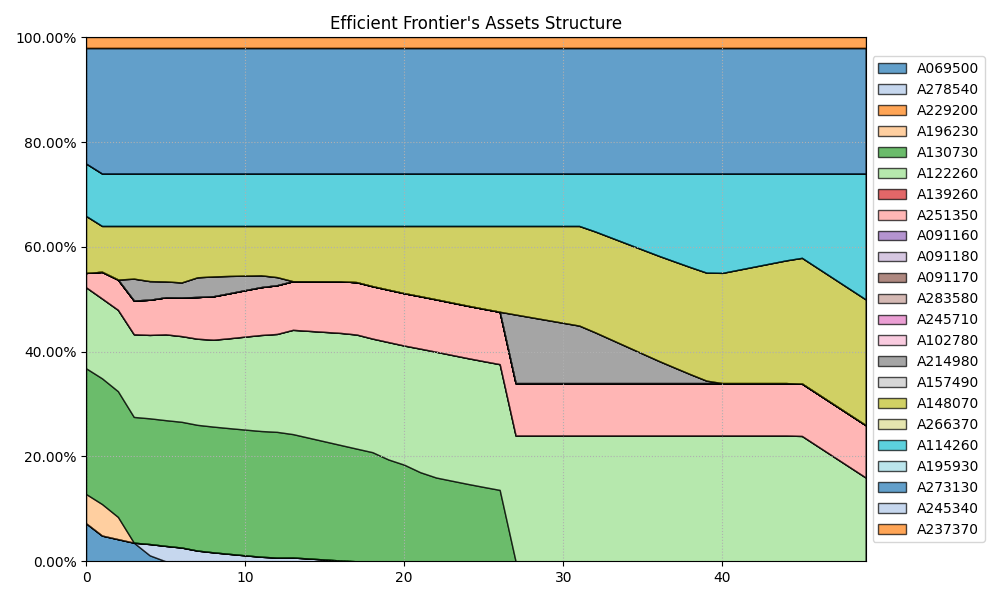 Efficient Frontier's Assets Structure
100.00%
80.00%
60.00%
40.00%
20.00%
0.00%
0
10
20
30
40
A069500
A278540
A229200
A196230
A130730
A122260
A139260
A251350
A091160
A091180
A091170
A283580
A245710
A102780
A214980
A157490
A148070
A266370
A114260
A195930
A273130
A245340
A237370